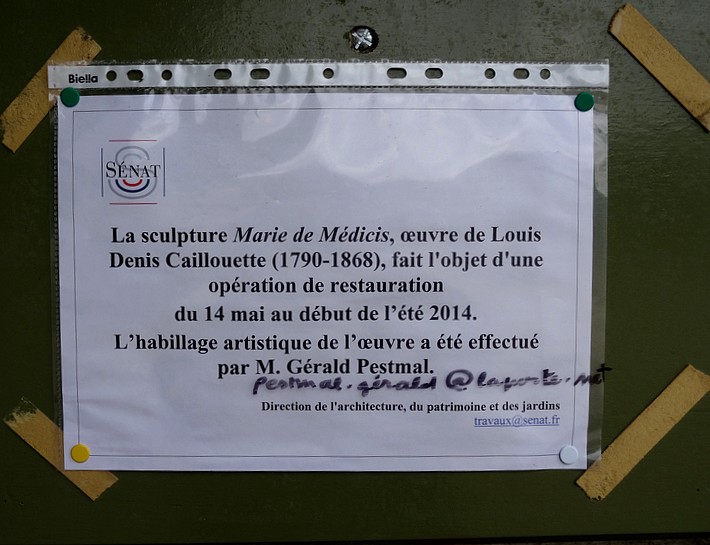 Biella
SÉNAT
La sculpture Marie de Médicis, œuvre de Louis
Denis Caillouette (1790-1868), fait l'objet d'une
opération de restauration
du 14 mai au début de l'été 2014.
L'habillage artistique de l'œuvre a été effectué
par M. Gérald Pestmal.
pestmal.gérald@laposte.net
Direction de l'architecture, du patrimoine et des jardins
travaux@senat.fr